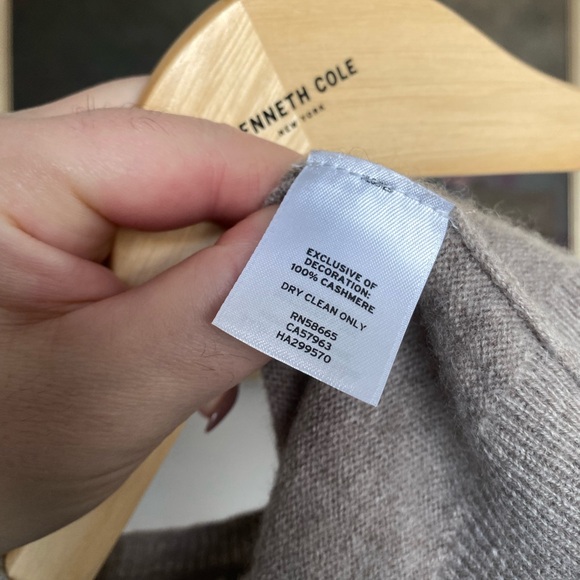 ENNETH COLE
NEW YORK
EXCLUSIVE OF
DECORATION:
100% CASHMERE
DRY CLEAN ONLY
RN58665
CA57963
HA299570